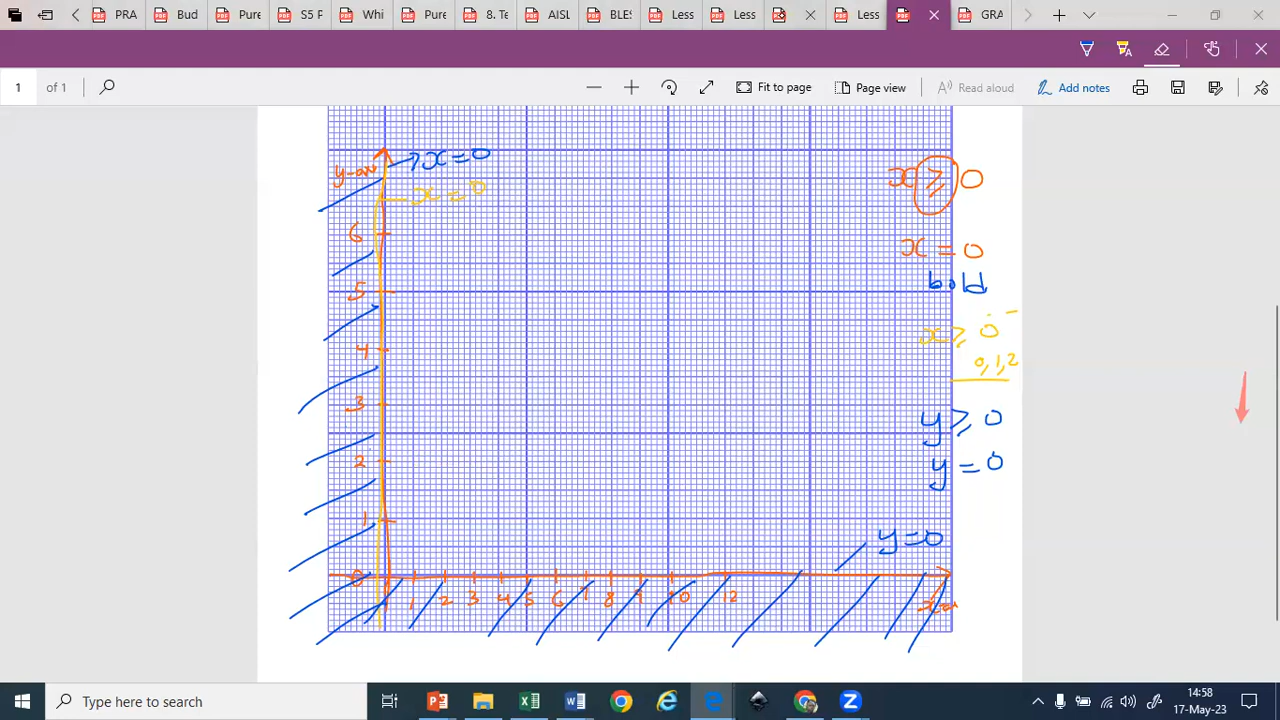 PRA
Bud
Pure
S5 P
Whi
Pure
8. Te
AISL
BLES
Less
Less
Less
GRA
1 of 1
Fit to page
Page view
Read aloud
Add notes
x = 0
x = 0
6
5
4
3
2
1
0
1 2 3 4 5 6 7 8 9 10 12
x ≥ 0
x = 0
bold
x ≥ 0
0, 1, 2
y ≥ 0
y = 0
y = 0
Type here to search
14:58
17-May-23